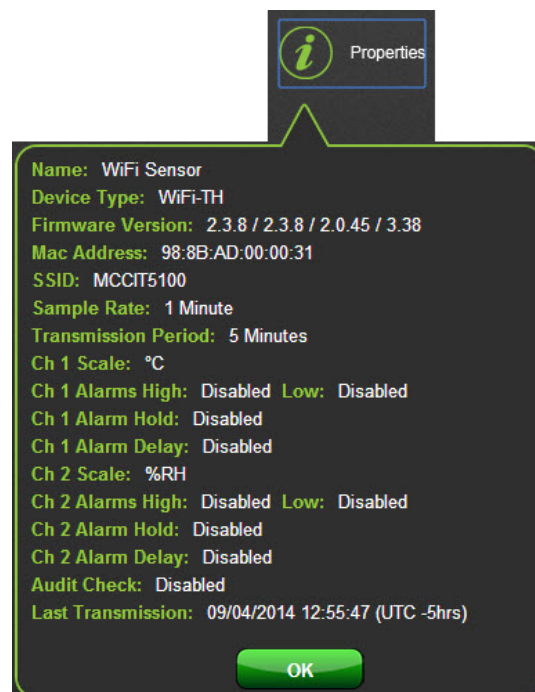 Properties
Name: WiFi Sensor
Device Type: WiFi-TH
Firmware Version: 2.3.8 / 2.3.8 / 2.0.45 / 3.38
Mac Address: 98:8B:AD:00:00:31
SSID: MCCIT5100
Sample Rate: 1 Minute
Transmission Period: 5 Minutes
Ch 1 Scale: °C
Ch 1 Alarms High: Disabled Low: Disabled
Ch 1 Alarm Hold: Disabled
Ch 1 Alarm Delay: Disabled
Ch 2 Scale: %RH
Ch 2 Alarms High: Disabled Low: Disabled
Ch 2 Alarm Hold: Disabled
Ch 2 Alarm Delay: Disabled
Audit Check: Disabled
Last Transmission: 09/04/2014 12:55:47 (UTC -5hrs)
OK